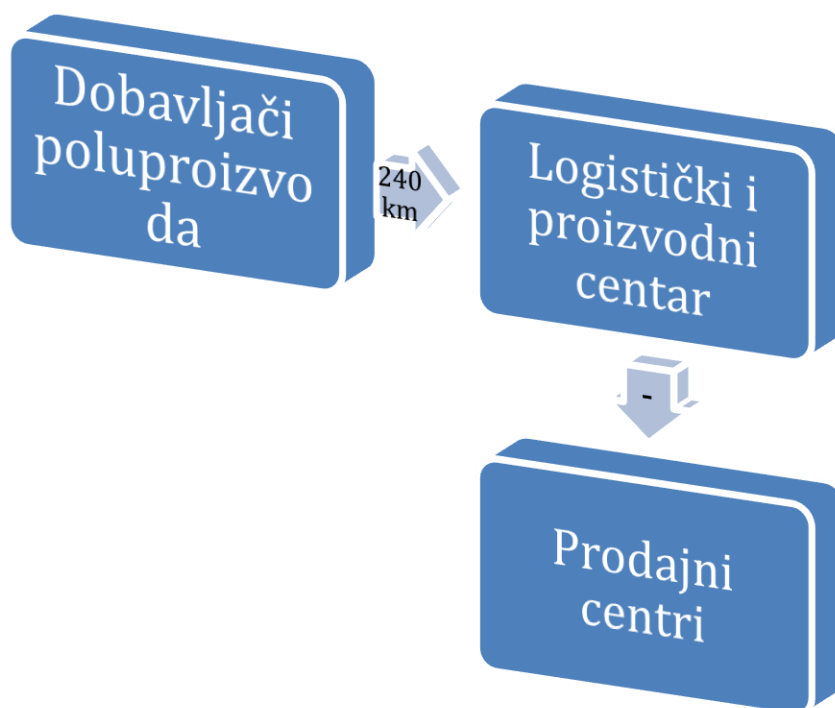 Dobavljači
poluproizvo
da
240
km
Logistički i
proizvodni
centar
-
Prodajni
centri